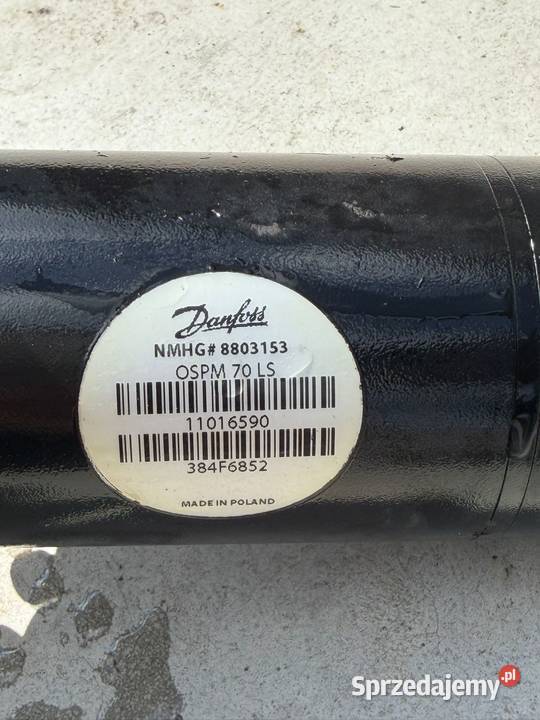 Danfoss
NMHG# 8803153
OSPM 70 LS
11016590
384F6852
MADE IN POLAND
Sprzedajemy.pl